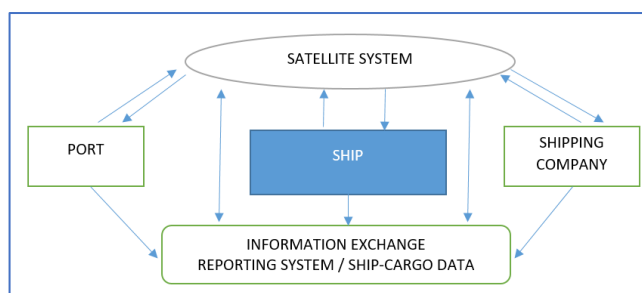 SATELLITE SYSTEM
PORT
SHIP
SHIPPING
COMPANY
INFORMATION EXCHANGE
REPORTING SYSTEM / SHIP-CARGO DATA